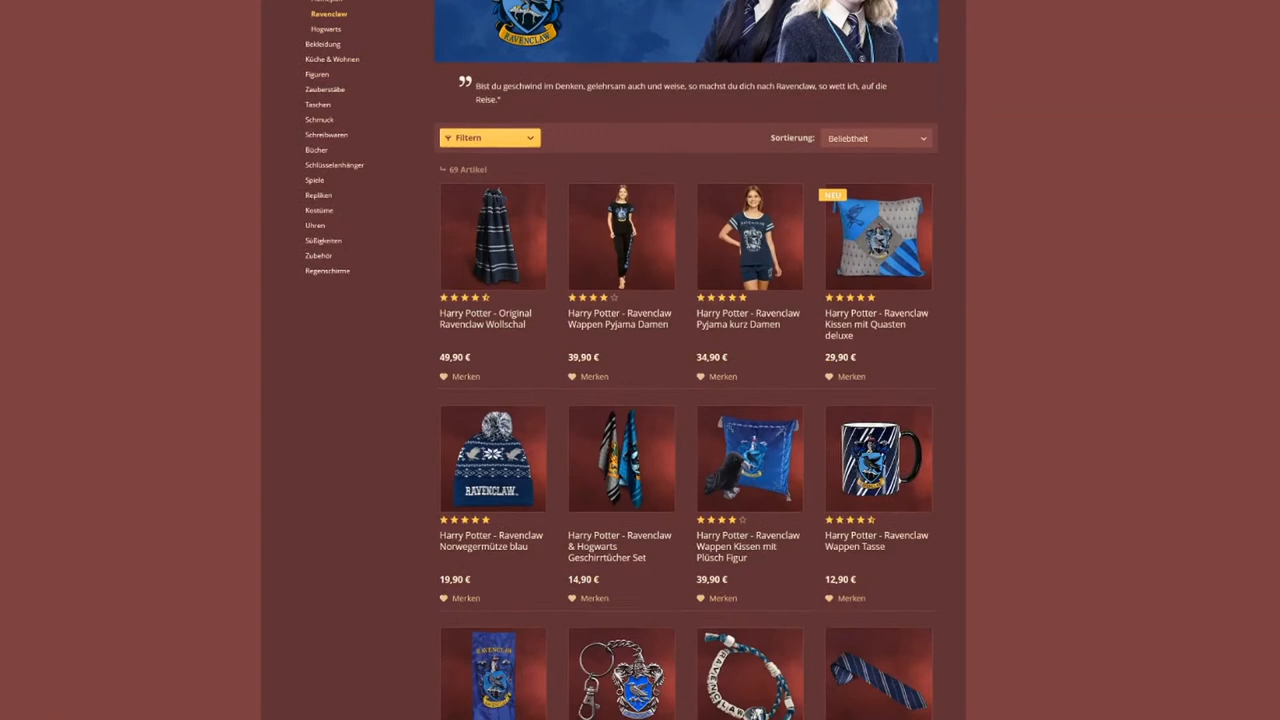 Ravenclaw
Hogwarts
Bekleidung
Küche & Wohnen
Figuren
Zauberstäbe
Taschen
Schmuck
Schreibwaren
Bücher
Schlüsselanhänger
Spiele
Repliken
Kostüme
Uhren
Süßigkeiten
Zubehör
Regenschirme
RAVENCLAW
” Bist du geschwind im Denken, gelehrsam auch und weise, so machst du dich nach Ravenclaw, so wett ich, auf die
Reise."
Filtern
Sortierung: Beliebtheit
69 Artikel
NEU
Harry Potter - Original
Ravenclaw Wollschal
49,90 €
Merken
Harry Potter - Ravenclaw
Wappen Pyjama Damen
39,90 €
Merken
Harry Potter - Ravenclaw
Pyjama kurz Damen
34,90 €
Merken
Harry Potter - Ravenclaw
Kissen mit Quasten
deluxe
29,90 €
Merken
RAVENCLAW
Harry Potter - Ravenclaw
Norwegermütze blau
19,90 €
Merken
Harry Potter - Ravenclaw
& Hogwarts
Geschirrtücher Set
14,90 €
Merken
Harry Potter - Ravenclaw
Wappen Kissen mit
Plüsch Figur
39,90 €
Merken
Harry Potter - Ravenclaw
Wappen Tasse
12,90 €
Merken
RAVENCLAW
RAVENCLAW